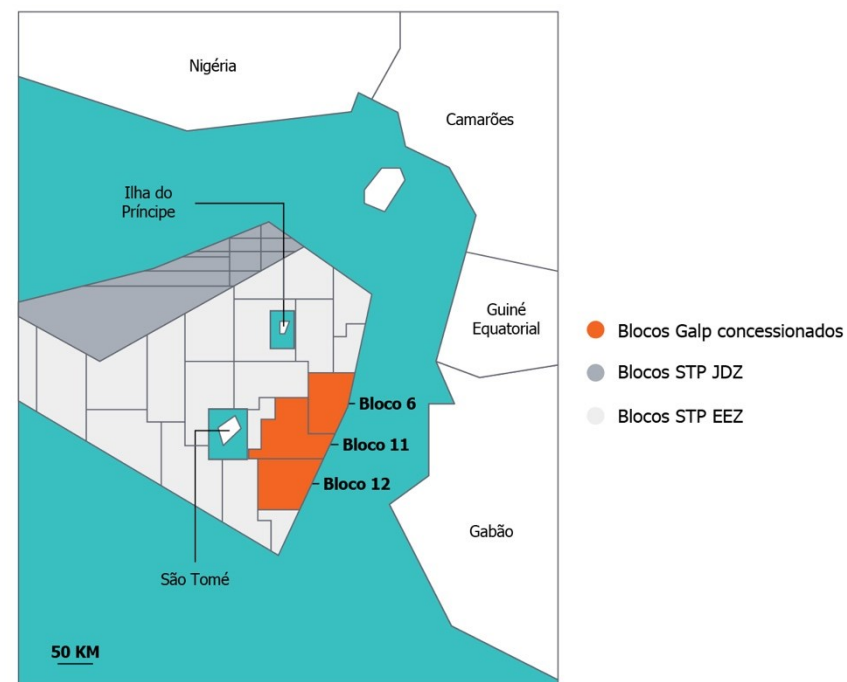 Nigéria
Camarões
Ilha do
Príncipe
Guiné
Equatorial
Blocos Galp concessionados
Blocos STP JDZ
Blocos STP EEZ
Bloco 6
Bloco 11
Bloco 12
Gabão
São Tomé
50 KM